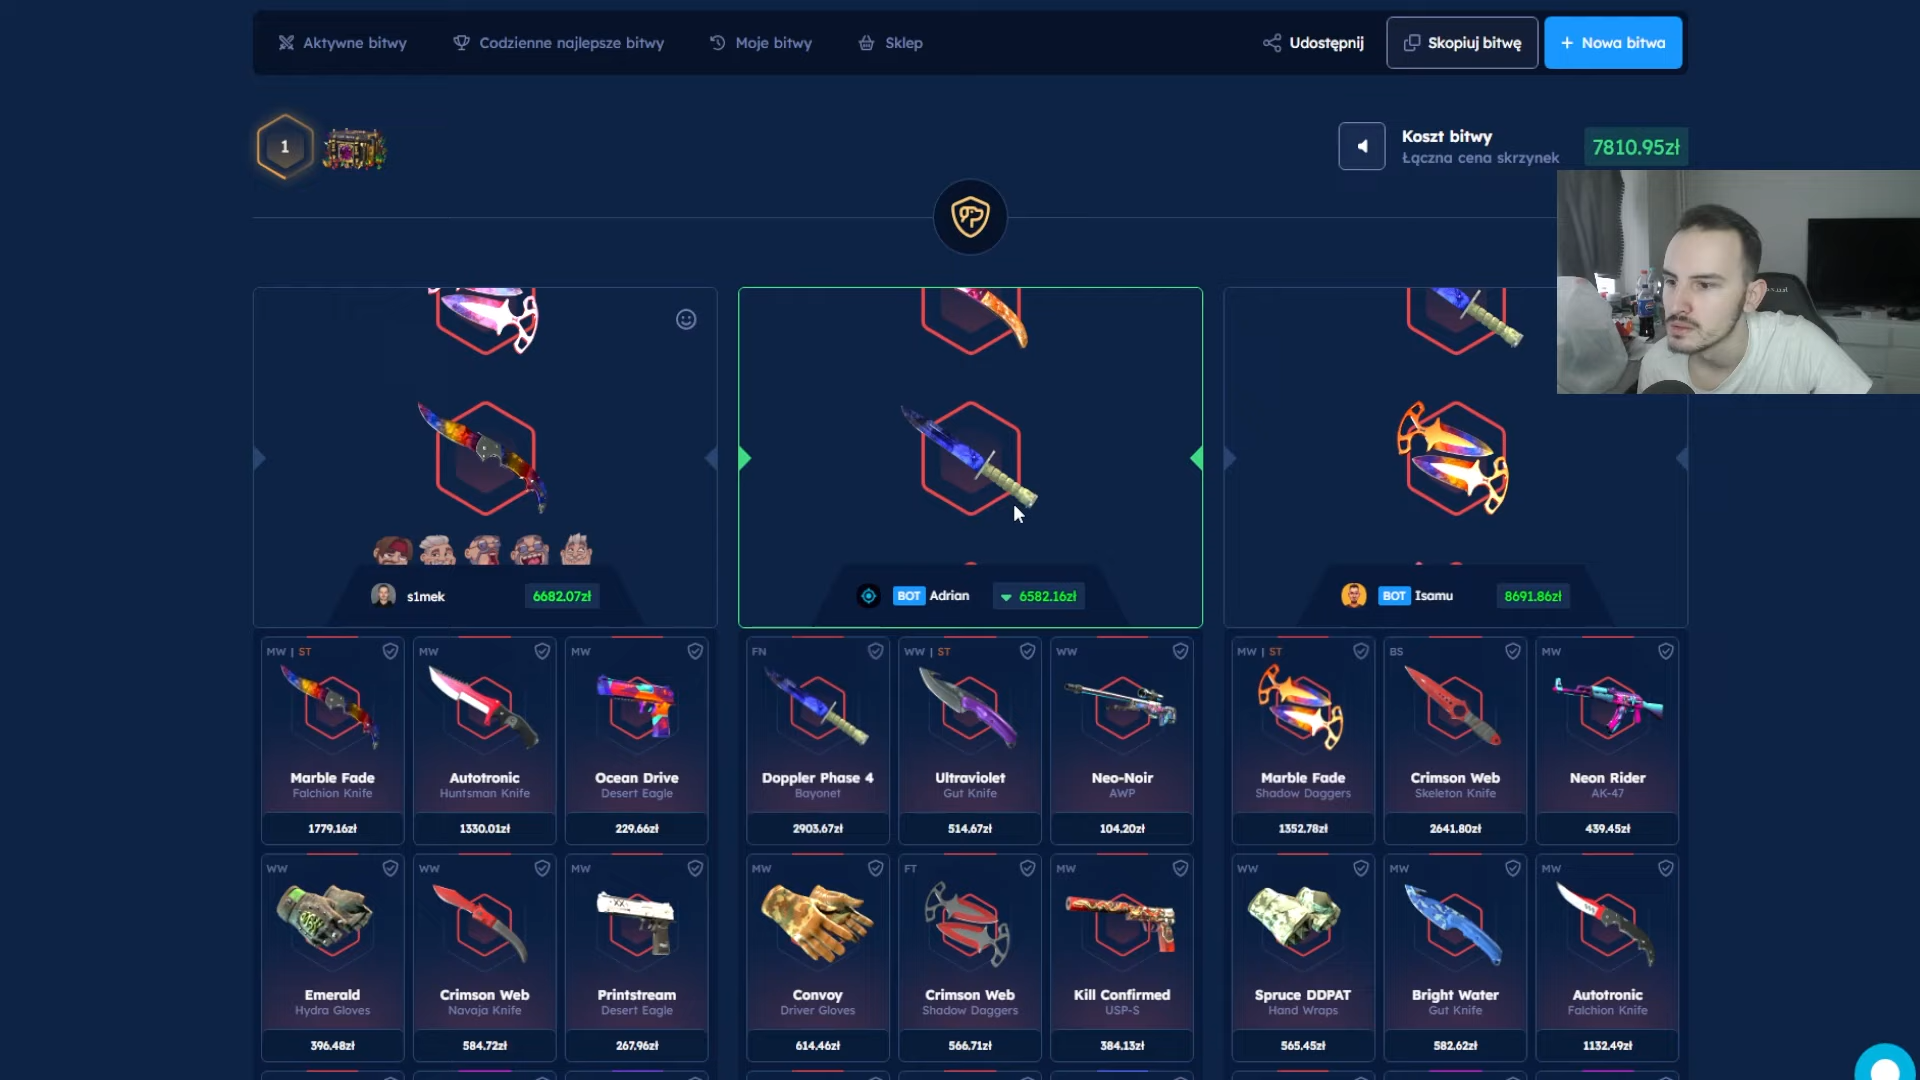 Aktywne bitwy
Codzienne najlepsze bitwy
Moje bitwy
Sklep
Udostępnij
Skopiuj bitwę
+ Nowa bitwa
1
Koszt bitwy
Łączna cena skrzynek
7810.95zł
s1mek
6682.07zł
BOT Adrian
6582.16zł
BOT Isamu
8691.86zł
MW | ST
Marble Fade
Falchion Knife
1779.16zł
MW
Autotronic
Huntsman Knife
1330.01zł
MW
Ocean Drive
Desert Eagle
229.66zł
FN
Doppler Phase 4
Bayonet
2903.67zł
WW | ST
Ultraviolet
Gut Knife
514.67zł
WW
Neo-Noir
AWP
104.20zł
MW | ST
Marble Fade
Shadow Daggers
1352.78zł
BS
Crimson Web
Skeleton Knife
2641.80zł
MW
Neon Rider
AK-47
439.45zł
WW
Emerald
Hydra Gloves
396.48zł
WW
Crimson Web
Navaja Knife
584.72zł
MW
Printstream
Desert Eagle
267.96zł
MW
Convoy
Driver Gloves
614.46zł
FT
Crimson Web
Shadow Daggers
566.71zł
MW
Kill Confirmed
USP-S
384.13zł
WW
Spruce DDPAT
Hand Wraps
565.45zł
MW
Bright Water
Gut Knife
582.62zł
MW
Autotronic
Falchion Knife
1132.49zł